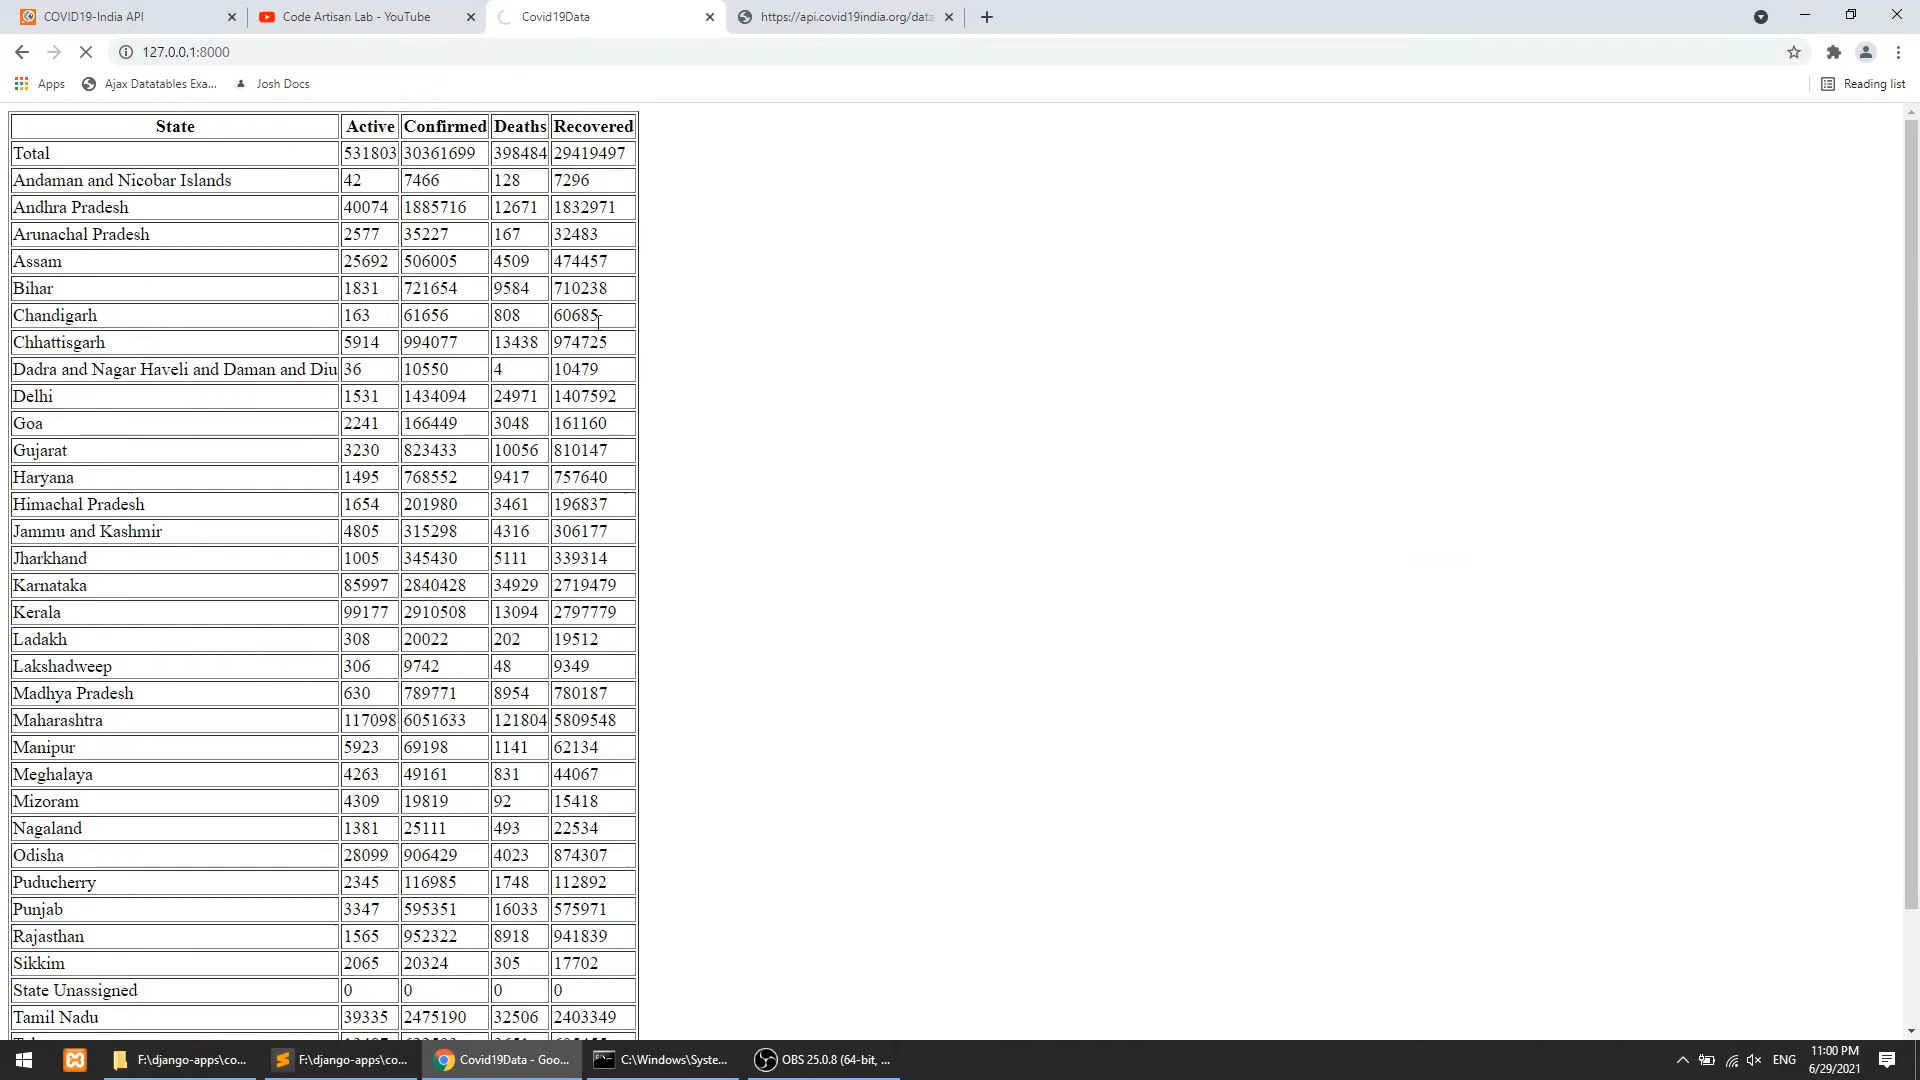 COVID19-India API
Code Artisan Lab - YouTube
Covid19Data
https://api.covid19india.org/data
127.0.0.1:8000
Apps
Ajax Datatables Exa...
Josh Docs
Reading list
State Active Confirmed Deaths Recovered
Total 531803 30361699 398484 29419497
Andaman and Nicobar Islands 42 7466 128 7296
Andhra Pradesh 40074 1885716 12671 1832971
Arunachal Pradesh 2577 35227 167 32483
Assam 25692 506005 4509 474457
Bihar 1831 721654 9584 710238
Chandigarh 163 61656 808 60685
Chhattisgarh 5914 994077 13438 974725
Dadra and Nagar Haveli and Daman and Diu 36 10550 4 10479
Delhi 1531 1434094 24971 1407592
Goa 2241 166449 3048 161160
Gujarat 3230 823433 10056 810147
Haryana 1495 768552 9417 757640
Himachal Pradesh 1654 201980 3461 196837
Jammu and Kashmir 4805 315298 4316 306177
Jharkhand 1005 345430 5111 339314
Karnataka 85997 2840428 34929 2719479
Kerala 99177 2910508 13094 2797779
Ladakh 308 20022 202 19512
Lakshadweep 306 9742 48 9349
Madhya Pradesh 630 789771 8954 780187
Maharashtra 117098 6051633 121804 5809548
Manipur 5923 69198 1141 62134
Meghalaya 4263 49161 831 44067
Mizoram 4309 19819 92 15418
Nagaland 1381 25111 493 22534
Odisha 28099 906429 4023 874307
Puducherry 2345 116985 1748 112892
Punjab 3347 595351 16033 575971
Rajasthan 1565 952322 8918 941839
Sikkim 2065 20324 305 17702
State Unassigned 0 0 0 0
Tamil Nadu 39335 2475190 32506 2403349
F:\django-apps\co...
F:\django-apps\co...
Covid19Data - Goo...
C:\Windows\Syste...
OBS 25.0.8 (64-bit, ...
ENG
11:00 PM
6/29/2021